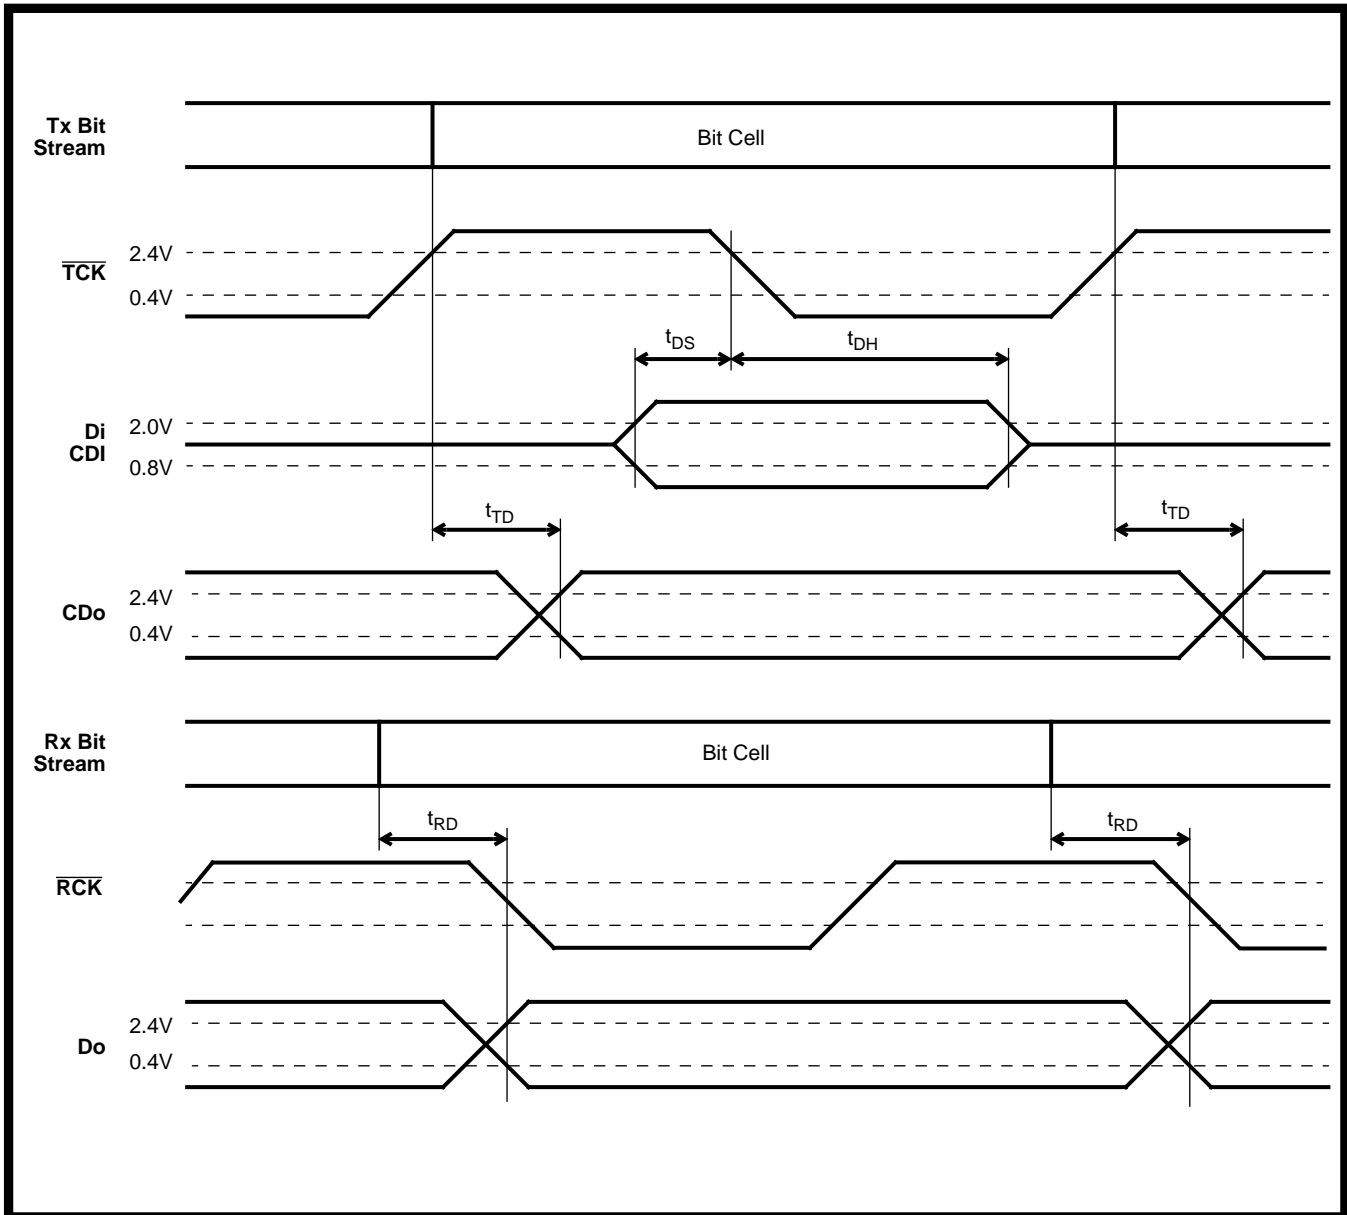 Tx Bit
Stream
Bit Cell
TCK
2.4V
0.4V
tDS
tDH
Di
CDI
2.0V
0.8V
tTD
tTD
CDo
2.4V
0.4V
Rx Bit
Stream
Bit Cell
tRD
tRD
RCK
Do
2.4V
0.4V